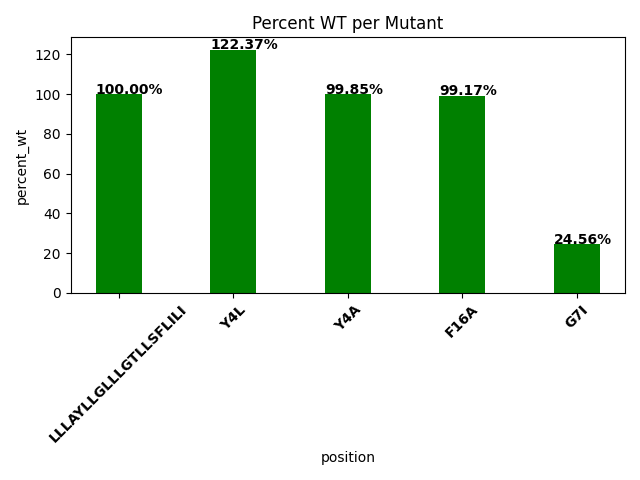 Percent WT per Mutant
percent_wt
120
100
80
60
40
20
0
100.00%
122.37%
99.85%
99.17%
24.56%
LLLAYLLGLLLGTLLSFLILI
Y4L
Y4A
F16A
G7I
position